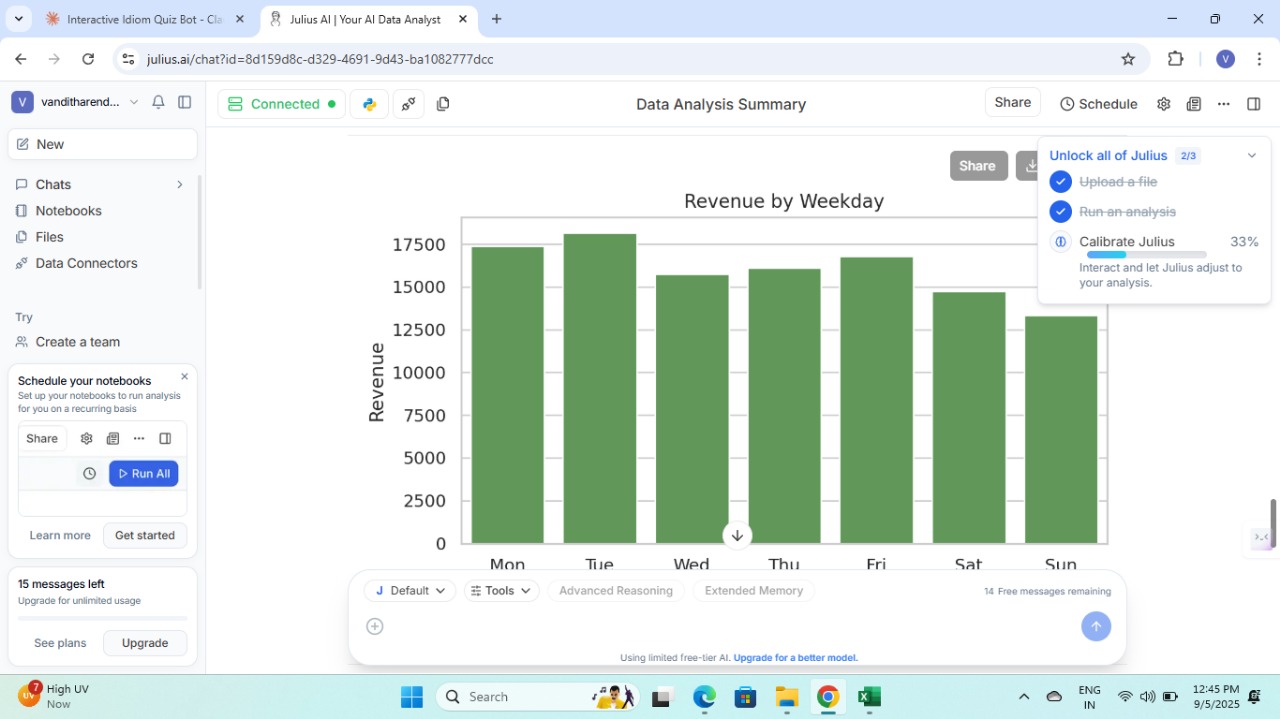 Interactive Idiom Quiz Bot - Cla
Julius AI | Your AI Data Analyst
julius.ai/chat?id=8d159d8c-d329-4691-9d43-ba1082777dcc
V
V
vanditharend...
Connected
Data Analysis Summary
Share
Schedule
New
Chats
Notebooks
Files
Data Connectors
Try
Create a team
Schedule your notebooks
Set up your notebooks to run analysis
for you on a recurring basis
Share
Run All
Learn more
Get started
15 messages left
Upgrade for unlimited usage
See plans
Upgrade
Share
Unlock all of Julius 2/3
Upload a file
Run an analysis
Calibrate Julius 33%
Interact and let Julius adjust to
your analysis.
Revenue by Weekday
17500
15000
12500
10000
7500
5000
2500
0
Revenue
Mon Tue Wed Thu Fri Sat Sun
J Default Tools Advanced Reasoning Extended Memory 14 Free messages remaining
Using limited free-tier AI. Upgrade for a better model.
UV 7 High UV
Now
Search
ENG
IN
12:45 PM
9/5/2025